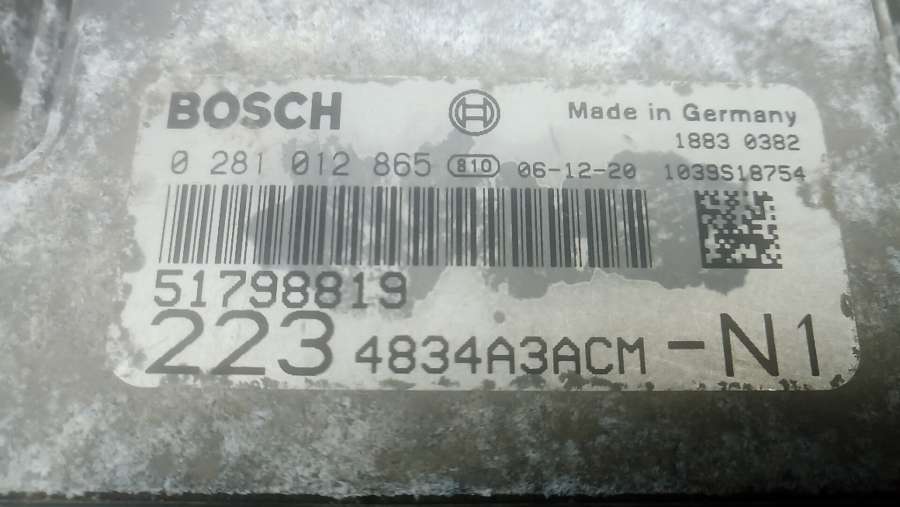 BOSCH Made in Germany
1883 0382
0 281 012 865 810 06-12-20 1039S18754
51798819
223 4834A3ACM -N1